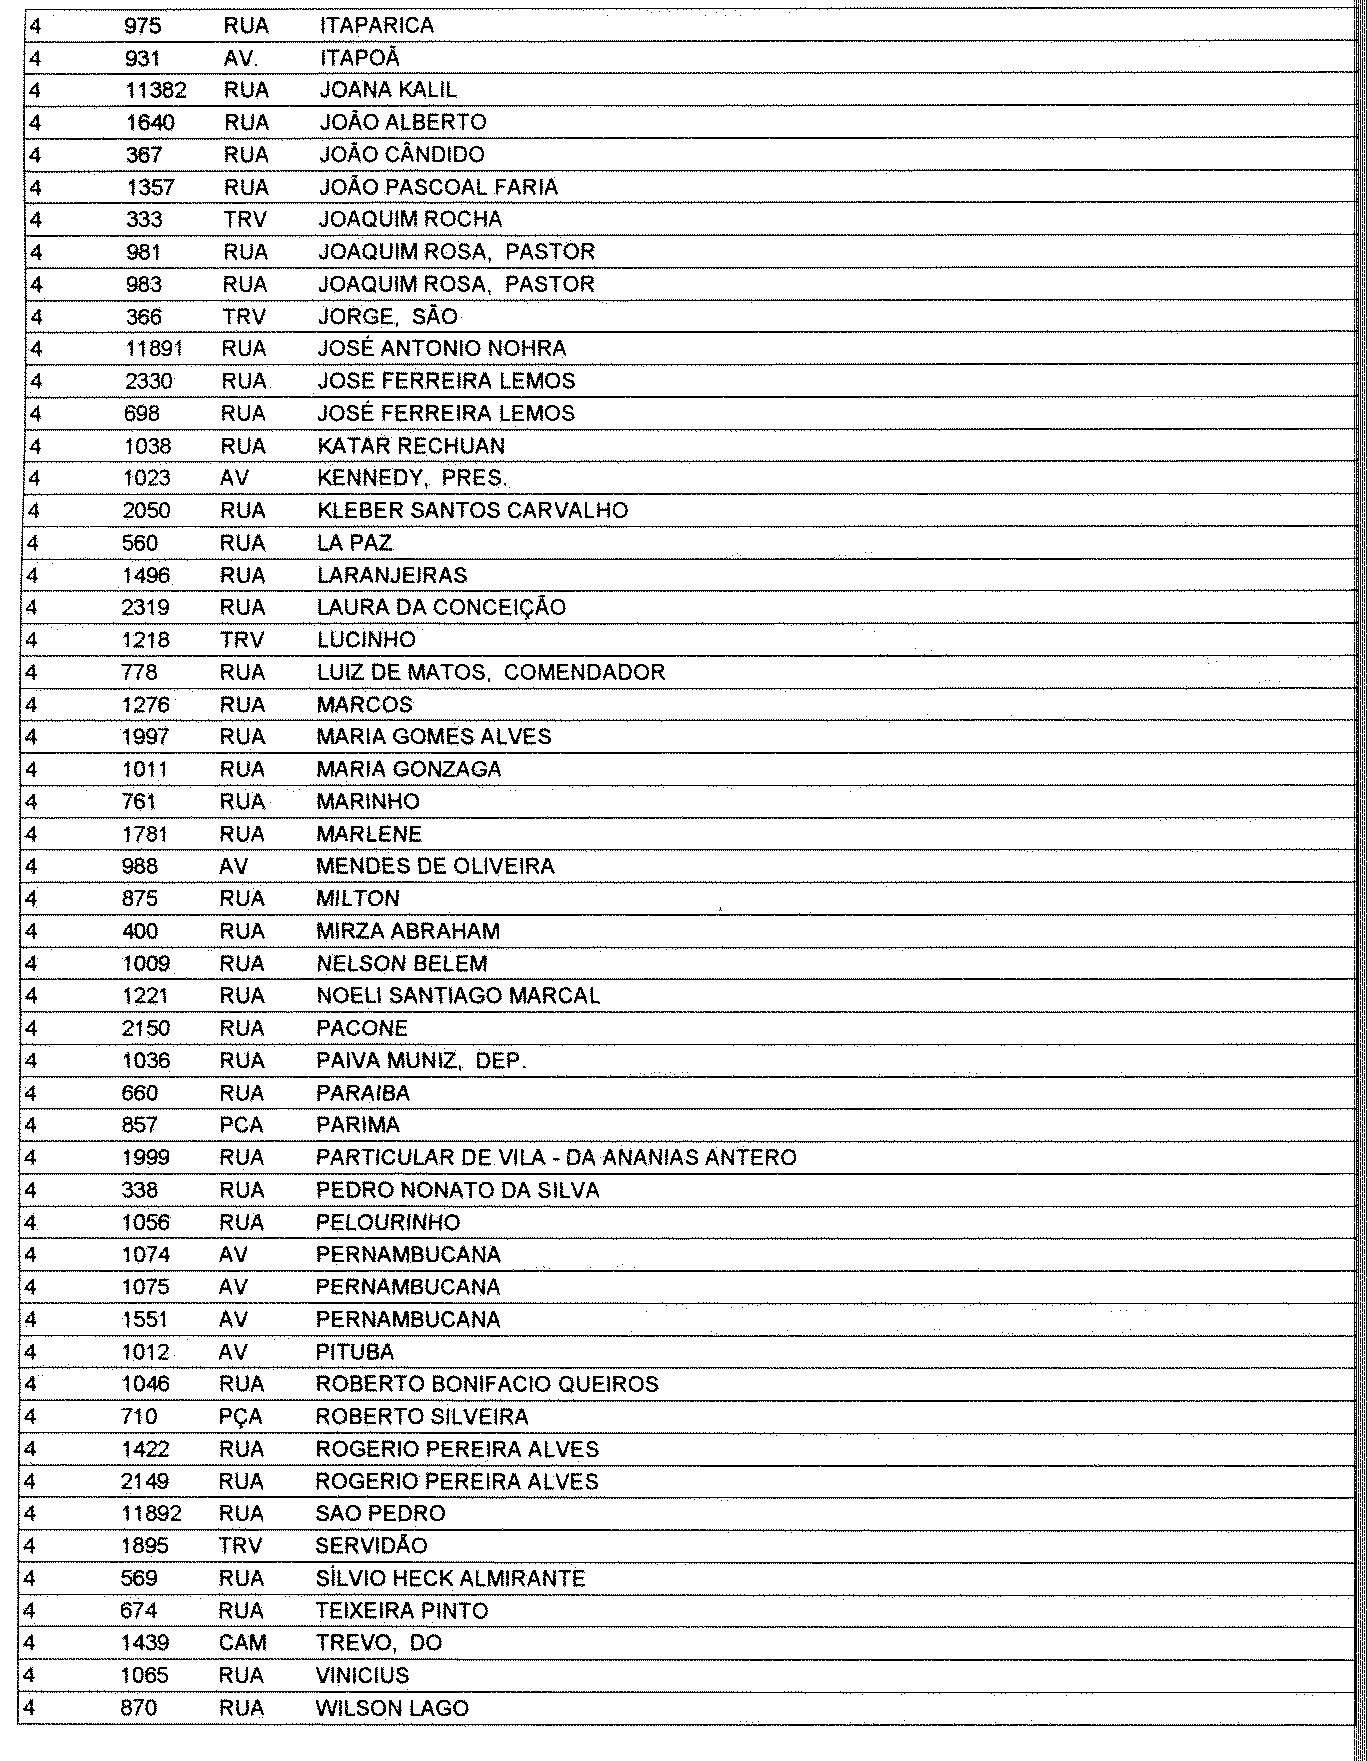 4 975 RUA ITAPARICA
4 931 AV. ITAPOÃ
4 11382 RUA JOANA KALIL
4 1640 RUA JOÃO ALBERTO
4 367 RUA JOÃO CÂNDIDO
4 1357 RUA JOÃO PASCOAL FARIA
4 333 TRV JOAQUIM ROCHA
4 981 RUA JOAQUIM ROSA, PASTOR
4 983 RUA JOAQUIM ROSA, PASTOR
4 366 TRV JORGE, SÃO
4 11891 RUA JOSÉ ANTONIO NOHRA
4 2330 RUA JOSE FERREIRA LEMOS
4 698 RUA JOSÉ FERREIRA LEMOS
4 1038 RUA KATAR RECHUAN
4 1023 AV KENNEDY, PRES.
4 2050 RUA KLEBER SANTOS CARVALHO
4 560 RUA LA PAZ
4 1496 RUA LARANJEIRAS
4 2319 RUA LAURA DA CONCEIÇÃO
4 1218 TRV LUCINHO
4 778 RUA LUIZ DE MATOS, COMENDADOR
4 1276 RUA MARCOS
4 1997 RUA MARIA GOMES ALVES
4 1011 RUA MARIA GONZAGA
4 761 RUA MARINHO
4 1781 RUA MARLENE
4 988 AV MENDES DE OLIVEIRA
4 875 RUA MILTON
4 400 RUA MIRZA ABRAHAM
4 1009 RUA NELSON BELEM
4 1221 RUA NOELI SANTIAGO MARCAL
4 2150 RUA PACONE
4 1036 RUA PAIVA MUNIZ, DEP.
4 660 RUA PARAIBA
4 857 PCA PARIMA
4 1999 RUA PARTICULAR DE VILA - DA ANANIAS ANTERO
4 338 RUA PEDRO NONATO DA SILVA
4 1056 RUA PELOURINHO
4 1074 AV PERNAMBUCANA
4 1075 AV PERNAMBUCANA
4 1551 AV PERNAMBUCANA
4 1012 AV PITUBA
4 1046 RUA ROBERTO BONIFACIO QUEIROS
4 710 PÇA ROBERTO SILVEIRA
4 1422 RUA ROGERIO PEREIRA ALVES
4 2149 RUA ROGERIO PEREIRA ALVES
4 11892 RUA SAO PEDRO
4 1895 TRV SERVIDÃO
4 569 RUA SÍLVIO HECK ALMIRANTE
4 674 RUA TEIXEIRA PINTO
4 1439 CAM TREVO, DO
4 1065 RUA VINICIUS
4 870 RUA WILSON LAGO